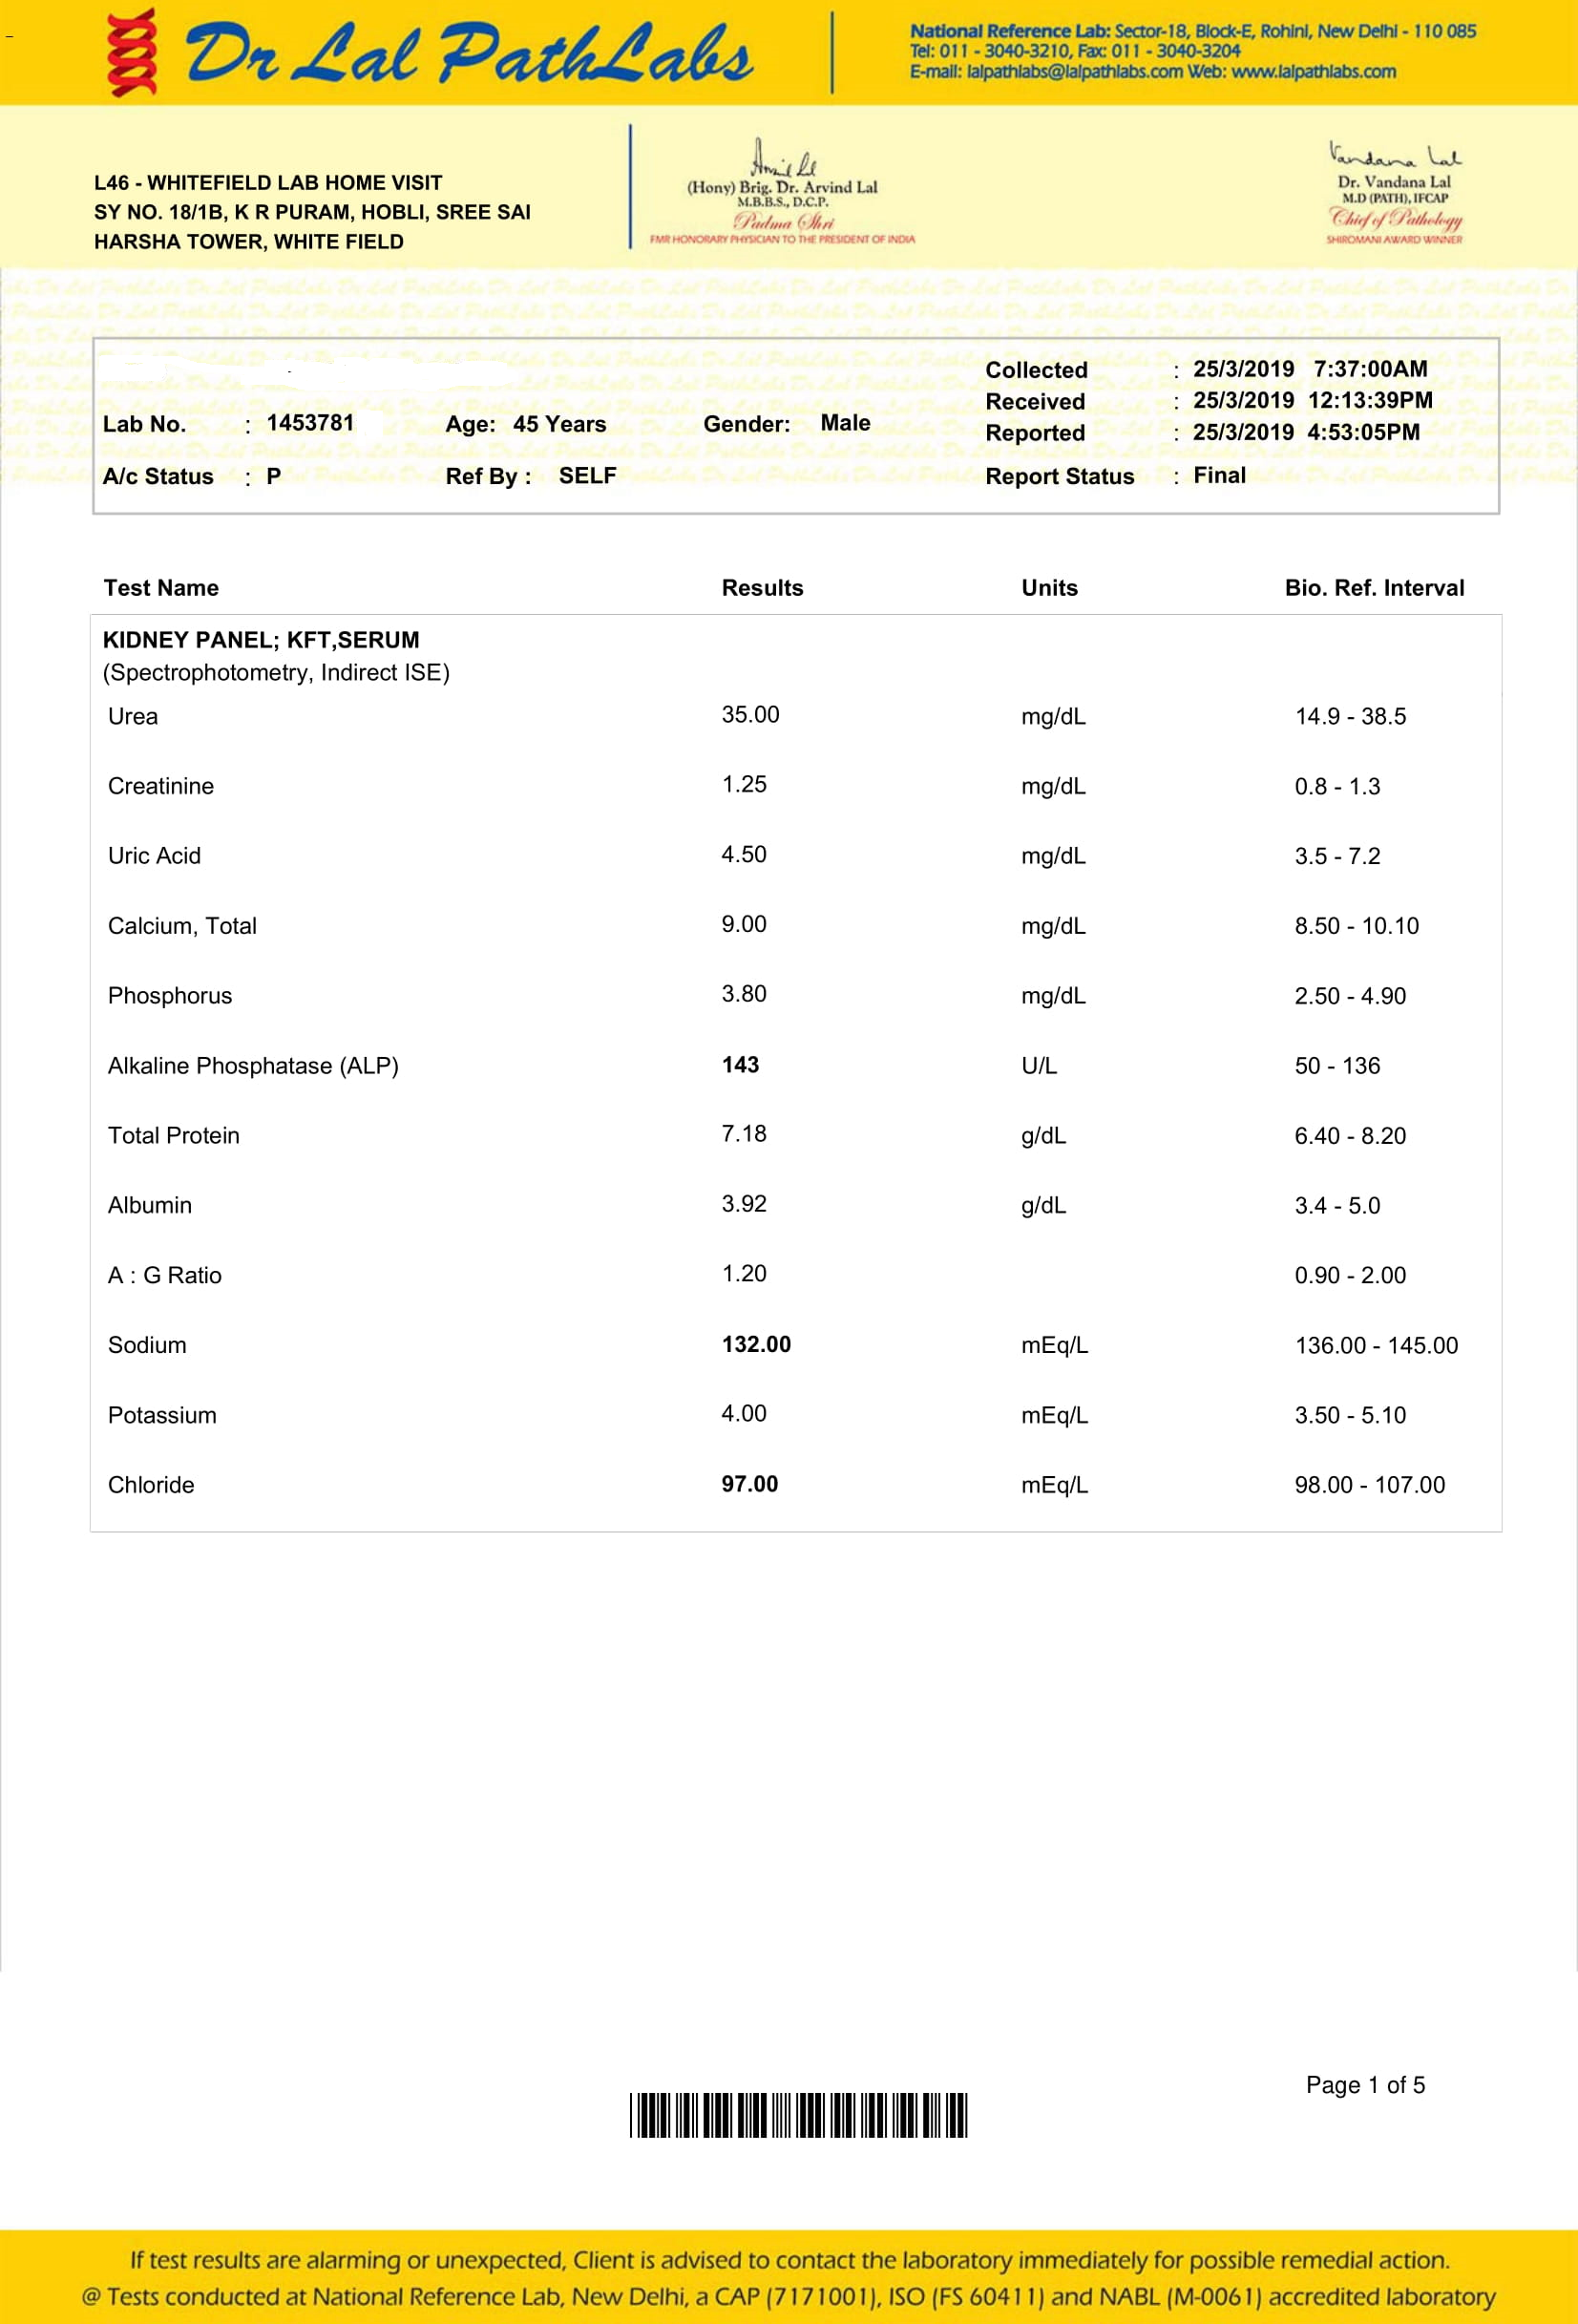 Dr Lal PathLabs
National Reference Lab: Sector-18, Block-E, Rohini, New Delhi - 110 085
Tel: 011 - 3040-3210, Fax: 011 - 3040-3204
E-mail: lalpathlabs@lalpathlabs.com Web: www.lalpathlabs.com
L46 - WHITEFIELD LAB HOME VISIT
SY NO. 18/1B, K R PURAM, HOBLI, SREE SAI
HARSHA TOWER, WHITE FIELD
(Hony) Brig. Dr. Arvind Lal
M.B.B.S., D.C.P.
Padma Shri
FMR HONORARY PHYSICIAN TO THE PRESIDENT OF INDIA
Vandana Lal
Dr. Vandana Lal
M.D (PATH), IFCAP
Chief of Pathology
SHIROMANI AWARD WINNER
Collected : 25/3/2019 7:37:00AM
Received : 25/3/2019 12:13:39PM
Lab No. : 1453781 Age: 45 Years Gender: Male
Reported : 25/3/2019 4:53:05PM
A/c Status : P Ref By : SELF Report Status : Final
Test Name Results Units Bio. Ref. Interval
KIDNEY PANEL; KFT,SERUM
(Spectrophotometry, Indirect ISE)
Urea 35.00 mg/dL 14.9 - 38.5
Creatinine 1.25 mg/dL 0.8 - 1.3
Uric Acid 4.50 mg/dL 3.5 - 7.2
Calcium, Total 9.00 mg/dL 8.50 - 10.10
Phosphorus 3.80 mg/dL 2.50 - 4.90
Alkaline Phosphatase (ALP) 143 U/L 50 - 136
Total Protein 7.18 g/dL 6.40 - 8.20
Albumin 3.92 g/dL 3.4 - 5.0
A : G Ratio 1.20 0.90 - 2.00
Sodium 132.00 mEq/L 136.00 - 145.00
Potassium 4.00 mEq/L 3.50 - 5.10
Chloride 97.00 mEq/L 98.00 - 107.00
Page 1 of 5
If test results are alarming or unexpected, Client is advised to contact the laboratory immediately for possible remedial action.
@ Tests conducted at National Reference Lab, New Delhi, a CAP (7171001), ISO (FS 60411) and NABL (M-0061) accredited laboratory